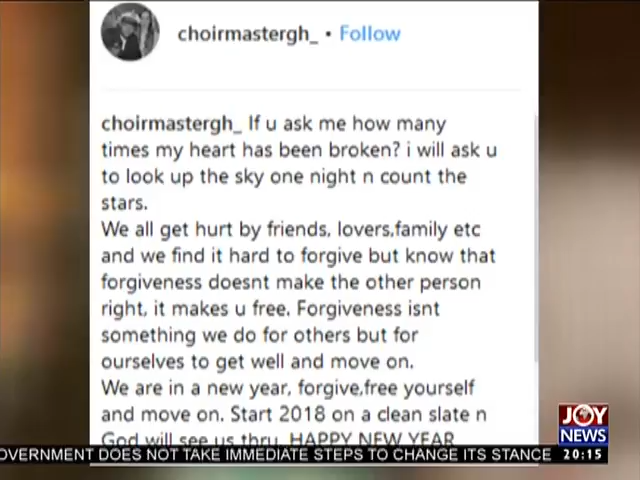 choirmastergh_ • Follow
choirmastergh_ If u ask me how many
times my heart has been broken? i will ask u
to look up the sky one night n count the
stars.
We all get hurt by friends, lovers,family etc
and we find it hard to forgive but know that
forgiveness doesnt make the other person
right, it makes u free. Forgiveness isnt
something we do for others but for
ourselves to get well and move on.
We are in a new year, forgive,free yourself
and move on. Start 2018 on a clean slate n
God will see us thru. HAPPY NEW YEAR
JOY
NEWS
OVERNMENT DOES NOT TAKE IMMEDIATE STEPS TO CHANGE ITS STANCE
20:15